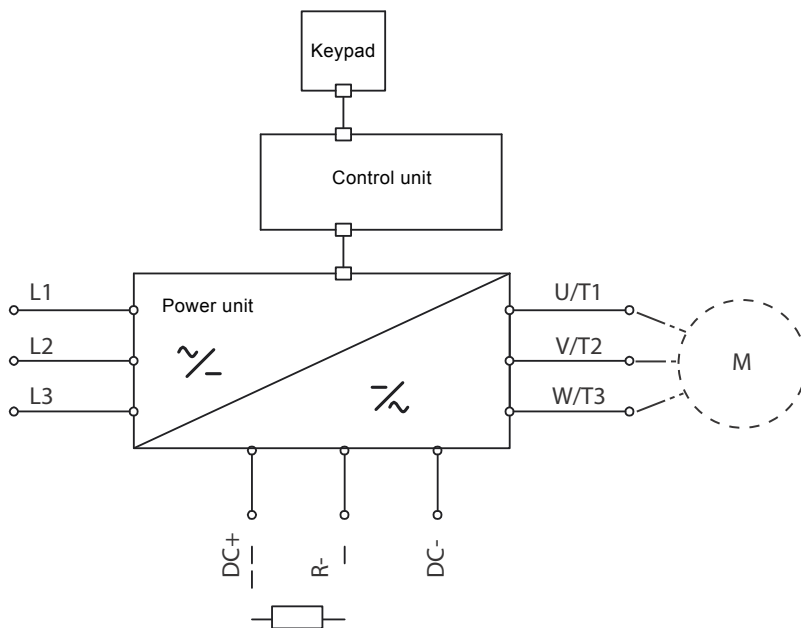 Keypad
Control unit
Power unit
L1
L2
L3
U/T1
V/T2
W/T3
M
DC+
R-
DC-